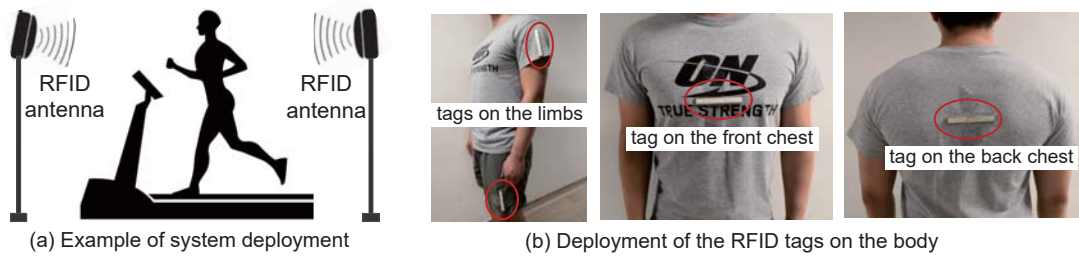 RFID
antenna
RFID
antenna
(a) Example of system deployment
STRENGTH
tags on the limbs
ON
TRUE STRENGTH
tag on the front chest
tag on the back chest
(b) Deployment of the RFID tags on the body